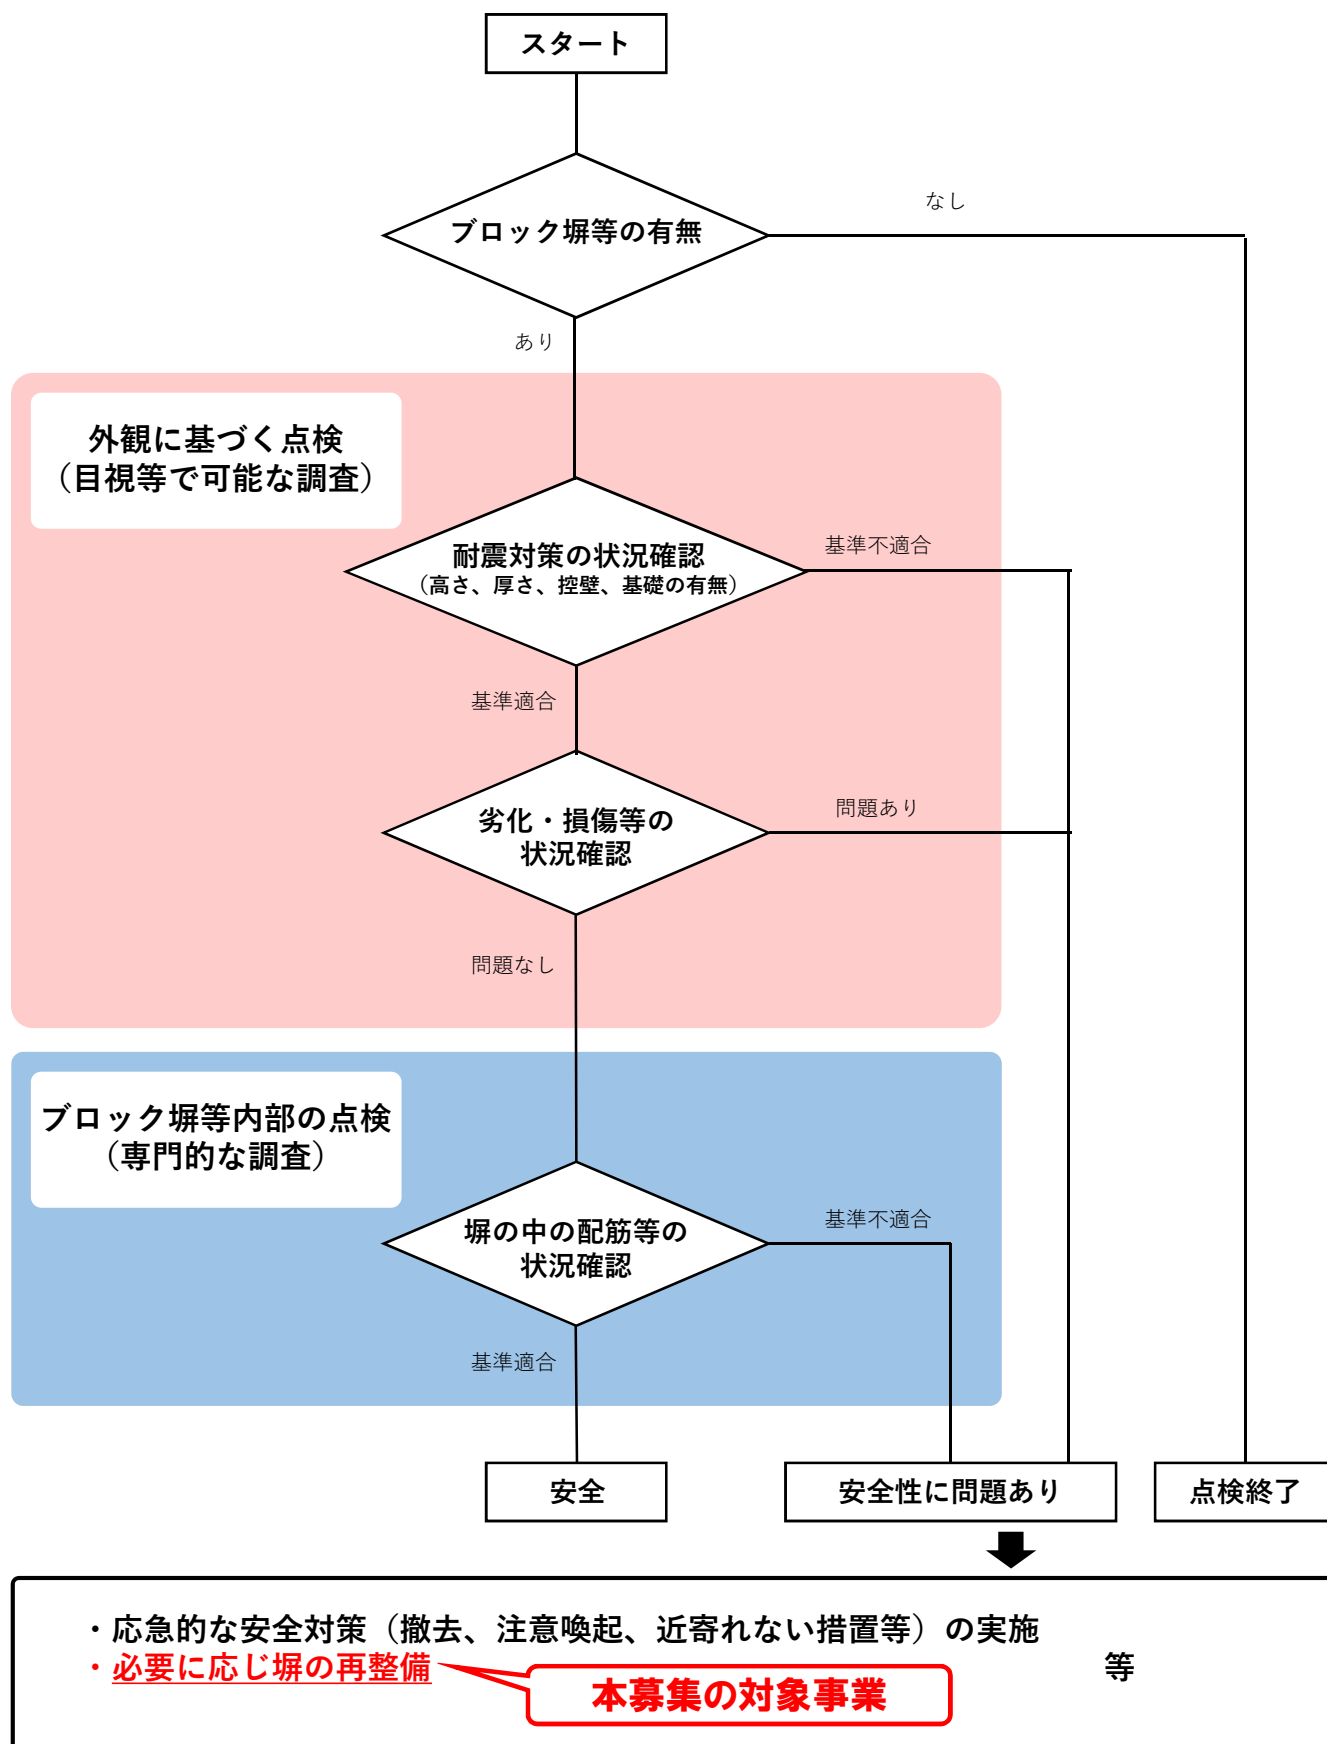 スタート
ブロック塀等の有無
なし
あり
外観に基づく点検
（目視等で可能な調査）
耐震対策の状況確認
（高さ、厚さ、控壁、基礎の有無）
基準不適合
基準適合
劣化・損傷等の
状況確認
問題あり
問題なし
ブロック塀等内部の点検
（専門的な調査）
塀の中の配筋等の
状況確認
基準不適合
基準適合
安全
安全性に問題あり
点検終了
・応急的な安全対策（撤去、注意喚起、近寄れない措置等）の実施
・必要に応じ塀の再整備
等
本募集の対象事業